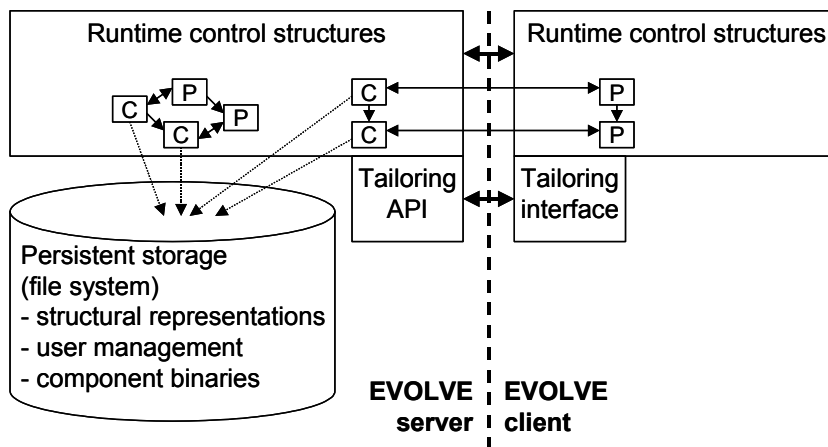 Runtime control structures
Runtime control structures
P
C
P
C
C
C
P
P
Tailoring
API
Tailoring
interface
Persistent storage
(file system)
- structural representations
- user management
- component binaries
EVOLVE
server
EVOLVE
client